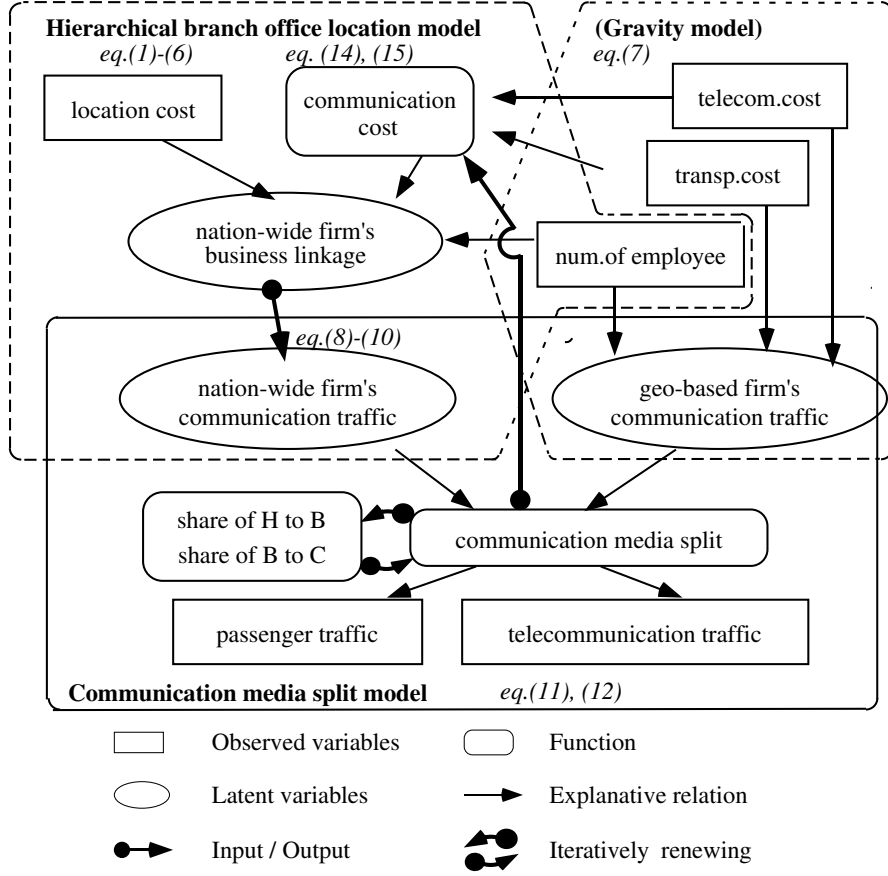 Hierarchical branch office location model
(Gravity model)
eq.(1)-(6)
eq. (14), (15)
eq.(7)
location cost
communication
cost
telecom.cost
transp.cost
nation-wide firm's
business linkage
num.of employee
eq.(8)-(10)
nation-wide firm's
communication traffic
geo-based firm's
communication traffic
share of H to B
share of B to C
communication media split
passenger traffic
telecommunication traffic
Communication media split model
eq.(11), (12)
Observed variables
Function
Latent variables
Explanative relation
Input / Output
Iteratively renewing